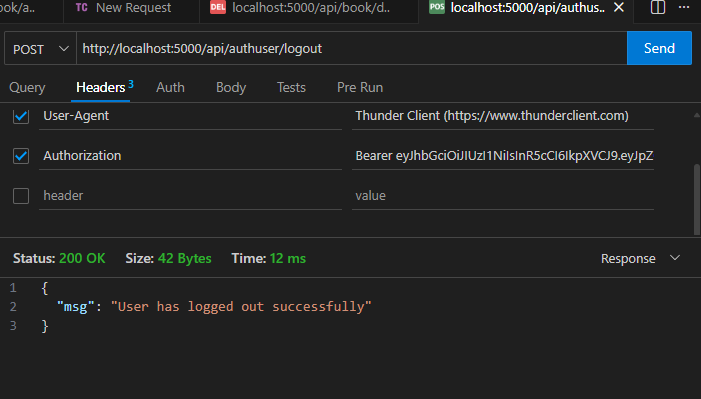 ook/a.. TC New Request DEL localhost:5000/api/book/d.. POS localhost:5000/api/authus..
POST http://localhost:5000/api/authuser/logout Send
Query Headers 3 Auth Body Tests Pre Run
User-Agent Thunder Client (https://www.thunderclient.com)
Authorization Bearer eyJhbGciOiJIUzI1NiIsInR5cCI6IkpXVCJ9.eyJpZ
header value
Status: 200 OK Size: 42 Bytes Time: 12 ms Response
1 {
2 "msg": "User has logged out successfully"
3 }